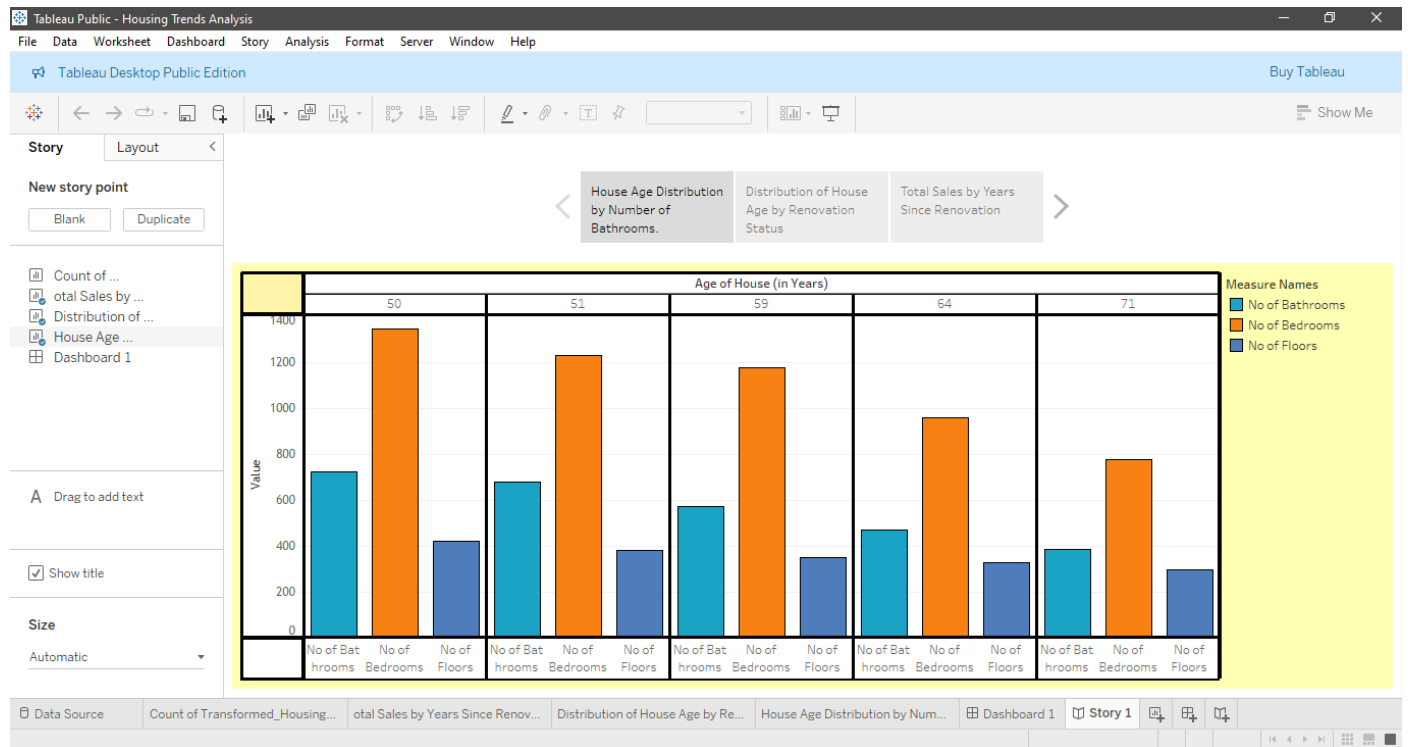 Tableau Public - Housing Trends Analysis
File Data Worksheet Dashboard Story Analysis Format Server Window Help
Tableau Desktop Public Edition
Buy Tableau
Show Me
Story Layout
New story point
Blank Duplicate
Count of ...
otal Sales by ...
Distribution of ...
House Age ...
Dashboard 1
A Drag to add text
Show title
Size
Automatic
House Age Distribution
by Number of
Bathrooms.
Distribution of House
Age by Renovation
Status
Total Sales by Years
Since Renovation
Age of House (in Years)
50 51 59 64 71
Value
1400
1200
1000
800
600
400
200
0
No of Bat
hrooms
No of
Bedrooms
No of
Floors
No of Bat
hrooms
No of
Bedrooms
No of
Floors
No of Bat
hrooms
No of
Bedrooms
No of
Floors
No of Bat
hrooms
No of
Bedrooms
No of
Floors
No of Bat
hrooms
No of
Bedrooms
No of
Floors
Measure Names
No of Bathrooms
No of Bedrooms
No of Floors
Data Source Count of Transformed_Housing... otal Sales by Years Since Renov... Distribution of House Age by Re... House Age Distribution by Num... Dashboard 1 Story 1